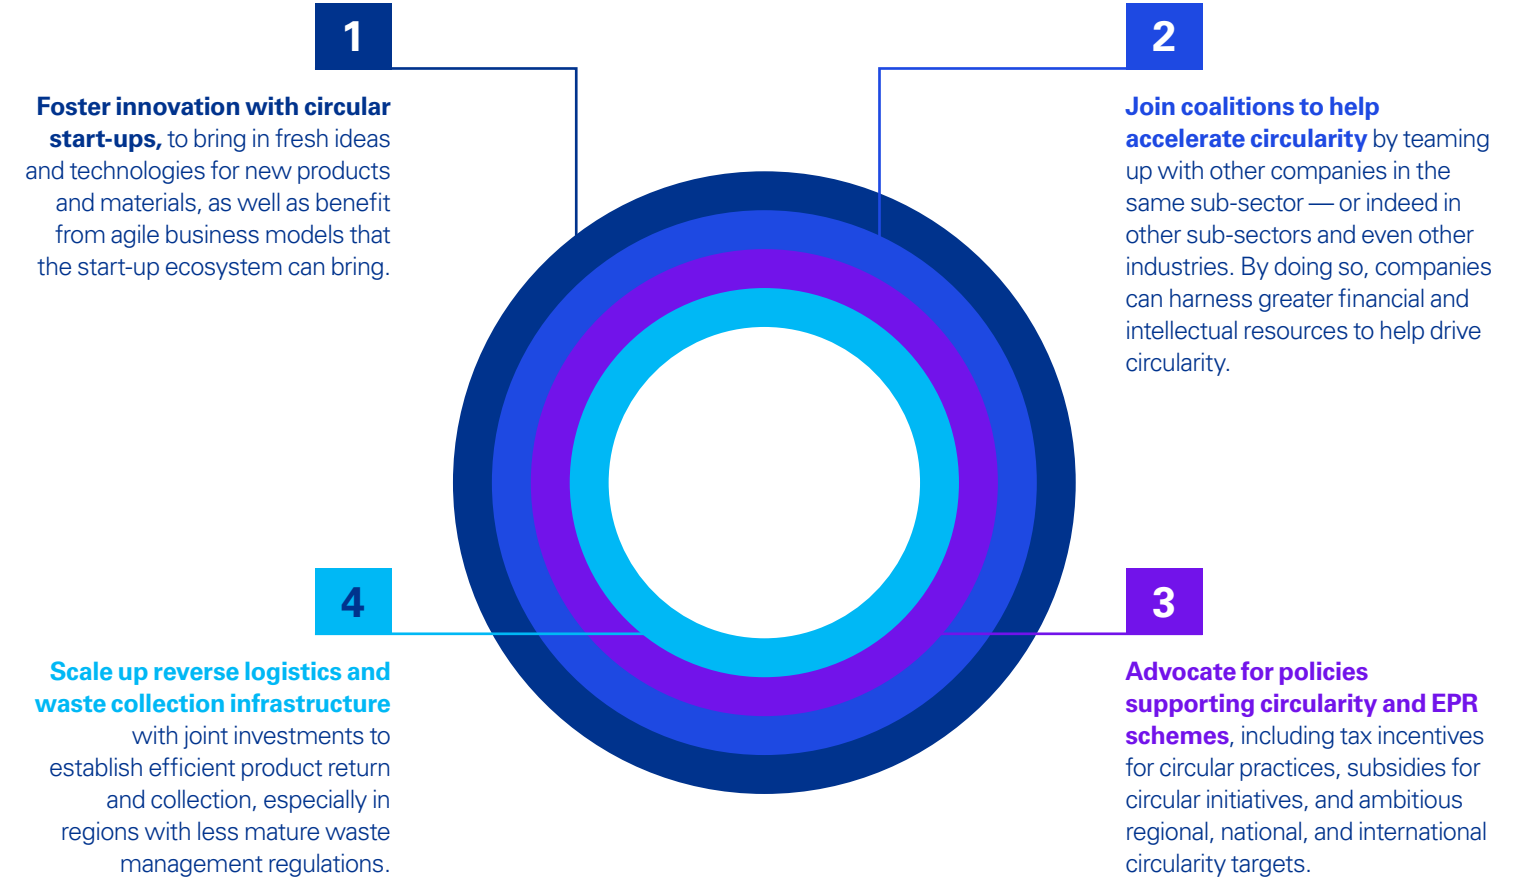 1
Foster innovation with circular
start-ups, to bring in fresh ideas
and technologies for new products
and materials, as well as benefit
from agile business models that
the start-up ecosystem can bring.
2
Join coalitions to help
accelerate circularity by teaming
up with other companies in the
same sub-sector — or indeed in
other sub-sectors and even other
industries. By doing so, companies
can harness greater financial and
intellectual resources to help drive
circularity.
3
Advocate for policies
supporting circularity and EPR
schemes, including tax incentives
for circular practices, subsidies for
circular initiatives, and ambitious
regional, national, and international
circularity targets.
4
Scale up reverse logistics and
waste collection infrastructure
with joint investments to
establish efficient product return
and collection, especially in
regions with less mature waste
management regulations.